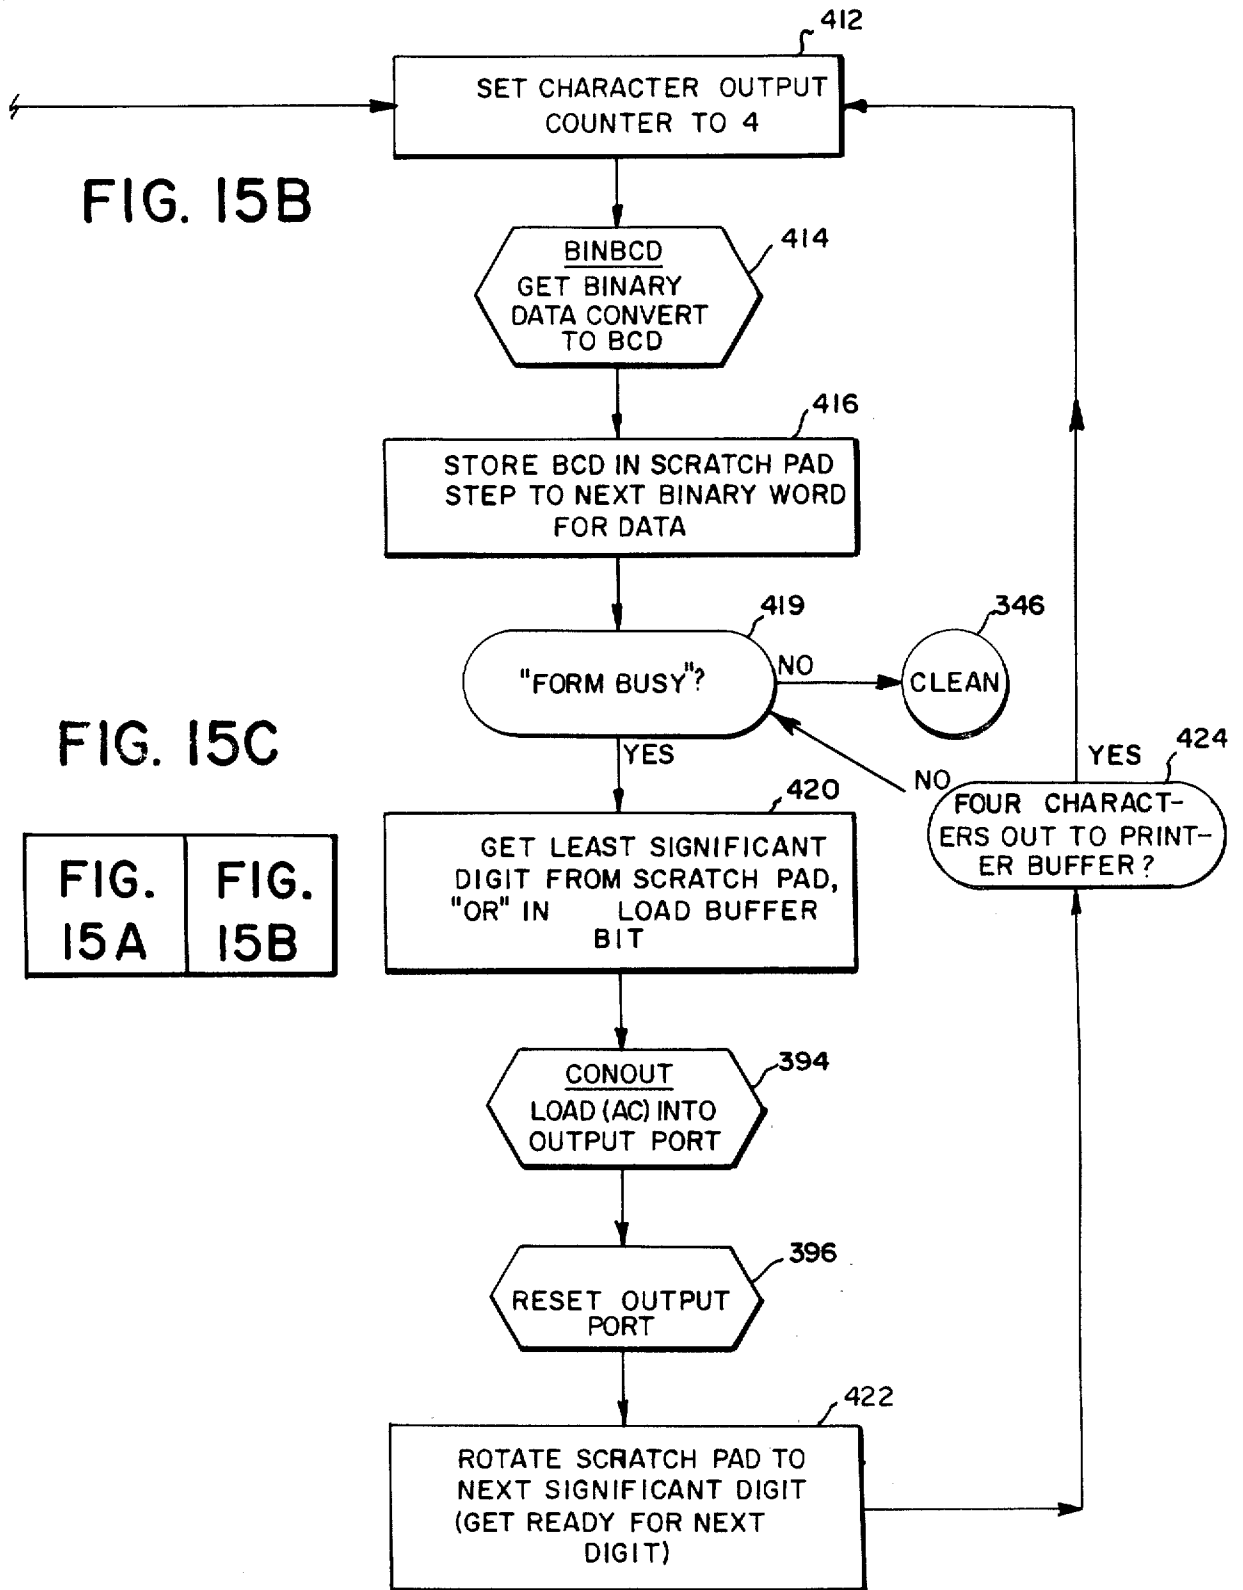 412
SET CHARACTER OUTPUT
COUNTER TO 4
FIG. 15B
414
BINBCD
GET BINARY
DATA CONVERT
TO BCD
416
STORE BCD IN SCRATCH PAD
STEP TO NEXT BINARY WORD
FOR DATA
419
"FORM BUSY"?
NO
346
CLEAN
YES
FIG. 15C
FIG.
15A
FIG.
15B
420
GET LEAST SIGNIFICANT
DIGIT FROM SCRATCH PAD,
"OR" IN LOAD BUFFER
BIT
YES
424
NO
FOUR CHARACT-
ERS OUT TO PRINT-
ER BUFFER?
394
CONOUT
LOAD (AC) INTO
OUTPUT PORT
396
RESET OUTPUT
PORT
422
ROTATE SCRATCH PAD TO
NEXT SIGNIFICANT DIGIT
(GET READY FOR NEXT
DIGIT)